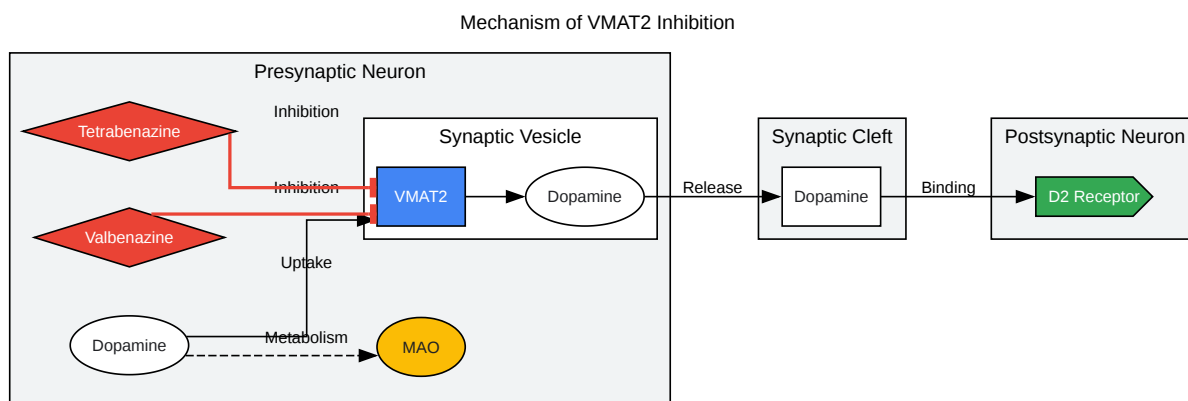 Mechanism of VMAT2 Inhibition
Presynaptic Neuron
Tetrabenazine
Inhibition
Synaptic Vesicle
Synaptic Cleft
Postsynaptic Neuron
Inhibition
VMAT2
Dopamine
Release
Dopamine
Binding
D2 Receptor
Valbenazine
Uptake
Dopamine
Metabolism
MAO